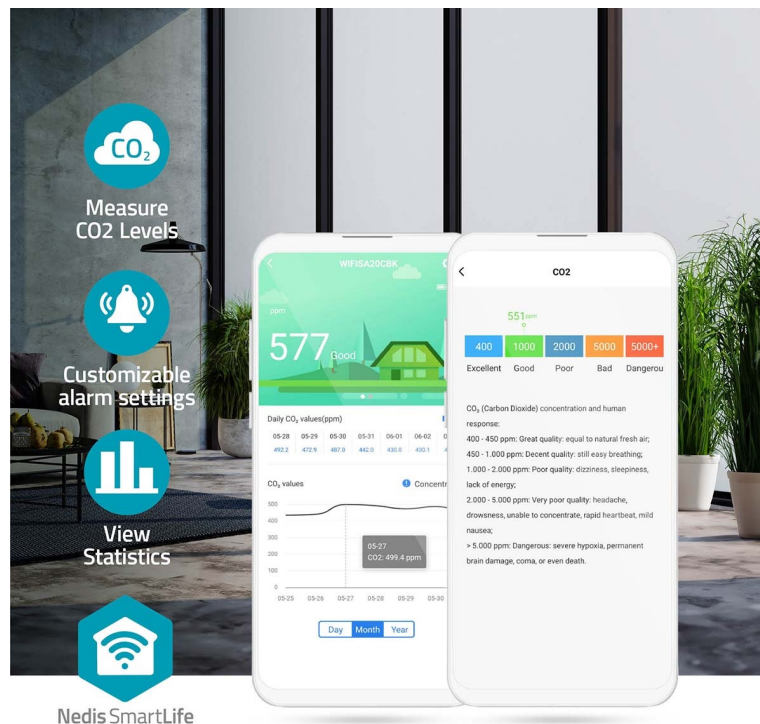 CO₂
Measure
CO2 Levels
Customizable
alarm settings
View
Statistics
Nedis SmartLife
WIFISA20CBK
ppm
577 Good
Daily CO₂ values(ppm)
05-28 05-29 05-30 05-31 06-01 06-02
492.2 472.9 487.0 442.0 430.8 430.1
CO₂ values
Concentr
500
400
300
200
100
0
05-27
CO2: 499.4 ppm
05-25 05-26 05-27 05-28 05-29 05-30
Day Month Year
CO2
551 ppm
400 1000 2000 5000 5000+
Excellent Good Poor Bad Dangerou
CO₂ (Carbon Dioxide) concentration and human
response:
400 - 450 ppm: Great quality: equal to natural fresh air;
450 - 1.000 ppm: Decent quality: still easy breathing;
1.000 - 2.000 ppm: Poor quality: dizziness, sleepiness,
lack of energy;
2.000 - 5.000 ppm: Very poor quality: headache,
drowsness, unable to concentrate, rapid heartbeat, mild
nausea;
> 5.000 ppm: Dangerous: severe hypoxia, permanent
brain damage, coma, or even death.